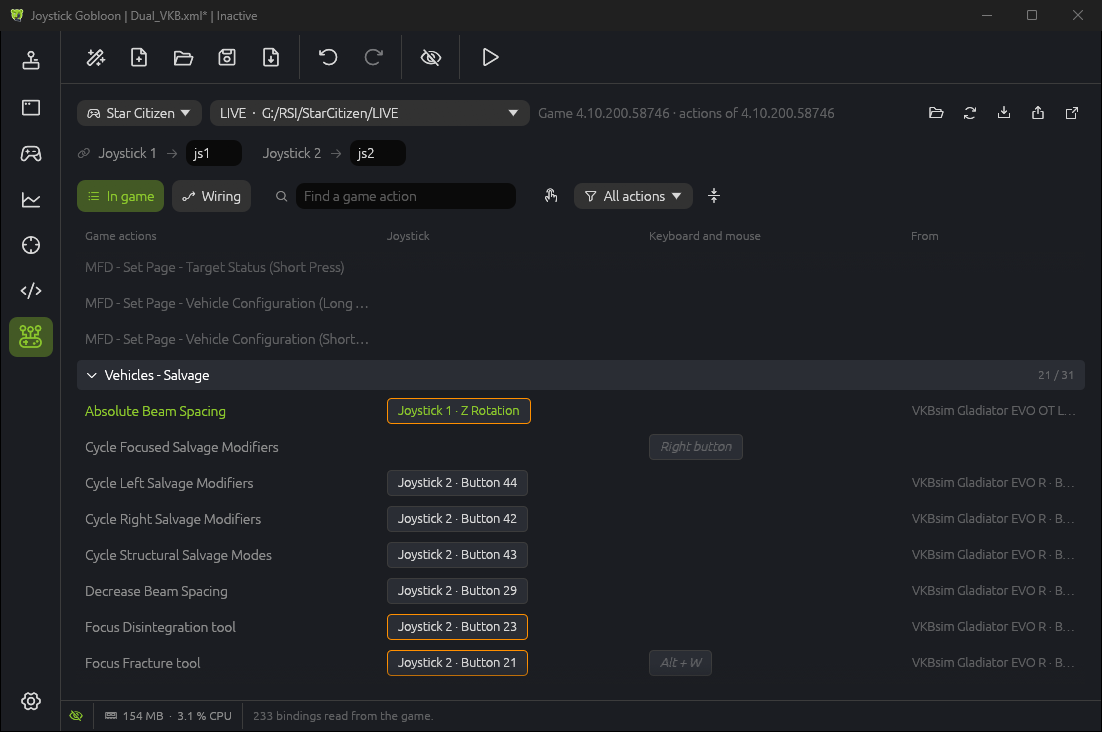 Joystick Gobloon | Dual_VKB.xml* | Inactive
Star Citizen LIVE · G:/RSI/StarCitizen/LIVE Game 4.10.200.58746 · actions of 4.10.200.58746
Joystick 1 → js1 Joystick 2 → js2
In game Wiring Find a game action All actions
Game actions Joystick Keyboard and mouse From
MFD - Set Page - Target Status (Short Press)
MFD - Set Page - Vehicle Configuration (Long ...
MFD - Set Page - Vehicle Configuration (Short...
Vehicles - Salvage 21 / 31
Absolute Beam Spacing Joystick 1 · Z Rotation VKBsim Gladiator EVO OT L...
Cycle Focused Salvage Modifiers Right button
Cycle Left Salvage Modifiers Joystick 2 · Button 44 VKBsim Gladiator EVO R · B...
Cycle Right Salvage Modifiers Joystick 2 · Button 42 VKBsim Gladiator EVO R · B...
Cycle Structural Salvage Modes Joystick 2 · Button 43 VKBsim Gladiator EVO R · B...
Decrease Beam Spacing Joystick 2 · Button 29 VKBsim Gladiator EVO R · B...
Focus Disintegration tool Joystick 2 · Button 23 VKBsim Gladiator EVO R · B...
Focus Fracture tool Joystick 2 · Button 21 Alt + W VKBsim Gladiator EVO R · B...
154 MB · 3.1 % CPU 233 bindings read from the game.